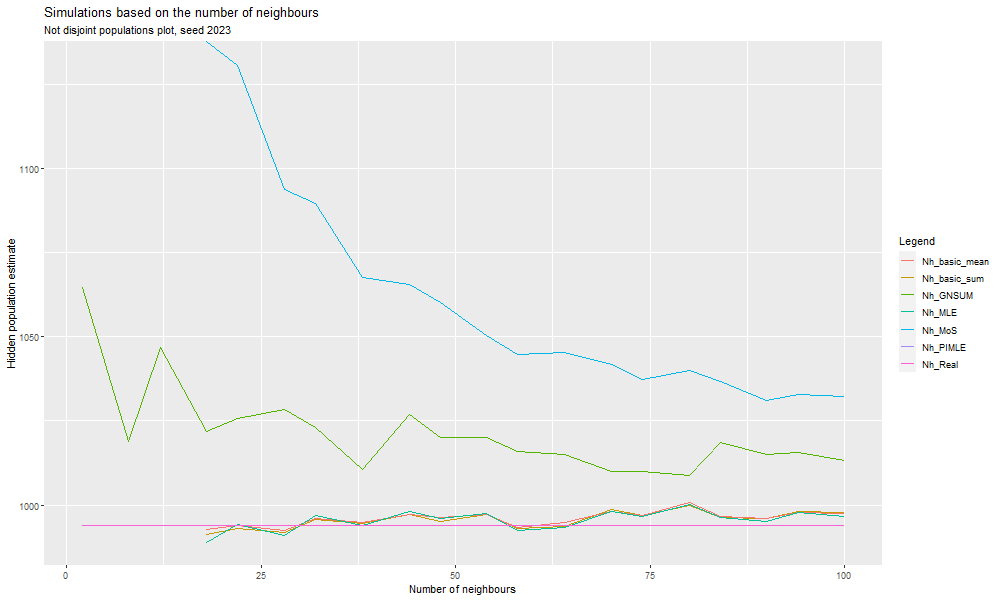 Simulations based on the number of neighbours
Not disjoint populations plot, seed 2023
Hidden population estimate
1100
1050
1000
0
25
50
75
100
Number of neighbours
Legend
Nh_basic_mean
Nh_basic_sum
Nh_GNSUM
Nh_MLE
Nh_MoS
Nh_PIMLE
Nh_Real